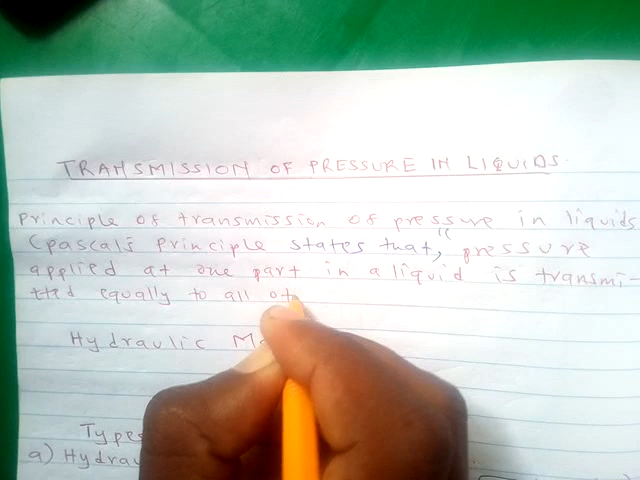 TRANSMISSION OF PRESSURE IN LIQUIDS.
Principle of transmission of pressure in liquids
(pascal's principle states that, " pressure
applied at one part in a liquid is transmi-
tted equally to all ot
Hydraulic
Types
a) Hydrau